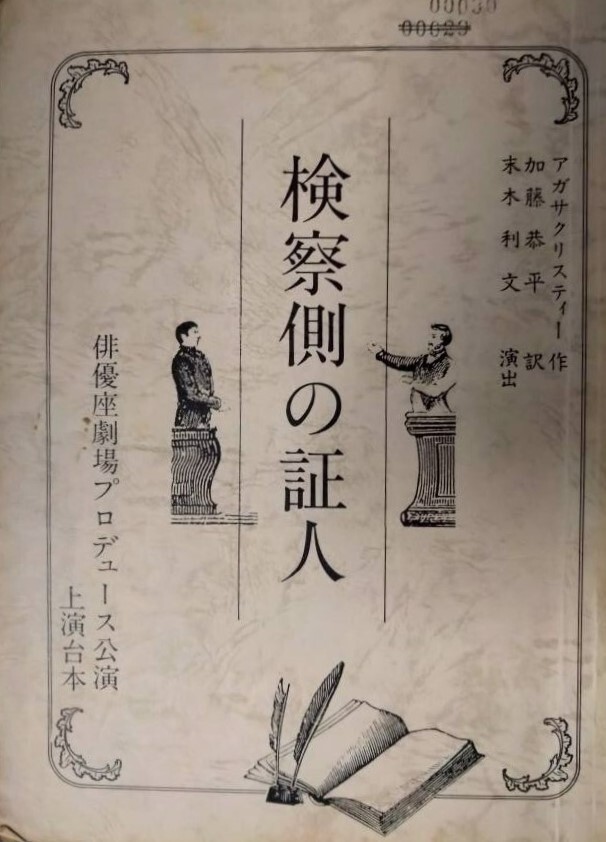 00030
00029
アガサクリスティー 作
加藤恭平 訳
末木利文 演出
検察側の証人
俳優座劇場プロデュース公演
上演台本